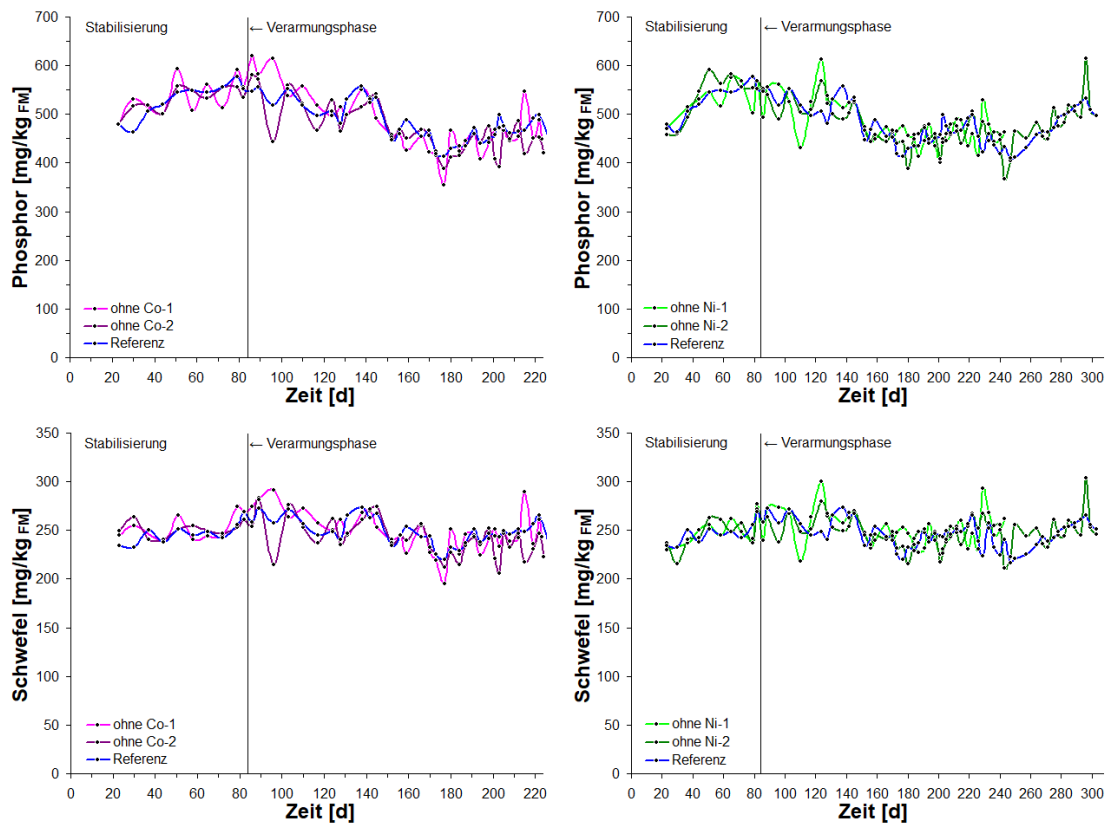 Phosphor [mg/kg FM]
700
600
500
400
300
200
100
0
Stabilisierung
← Verarmungsphase
ohne Co-1
ohne Co-2
Referenz
0 20 40 60 80 100 120 140 160 180 200 220
Zeit [d]
Phosphor [mg/kg FM]
700
600
500
400
300
200
100
0
Stabilisierung
← Verarmungsphase
ohne Ni-1
ohne Ni-2
Referenz
0 20 40 60 80 100 120 140 160 180 200 220 240 260 280 300
Zeit [d]
Schwefel [mg/kg FM]
350
300
250
200
150
100
50
0
Stabilisierung
← Verarmungsphase
ohne Co-1
ohne Co-2
Referenz
0 20 40 60 80 100 120 140 160 180 200 220
Zeit [d]
Schwefel [mg/kg FM]
350
300
250
200
150
100
50
0
Stabilisierung
← Verarmungsphase
ohne Ni-1
ohne Ni-2
Referenz
0 20 40 60 80 100 120 140 160 180 200 220 240 260 280 300
Zeit [d]